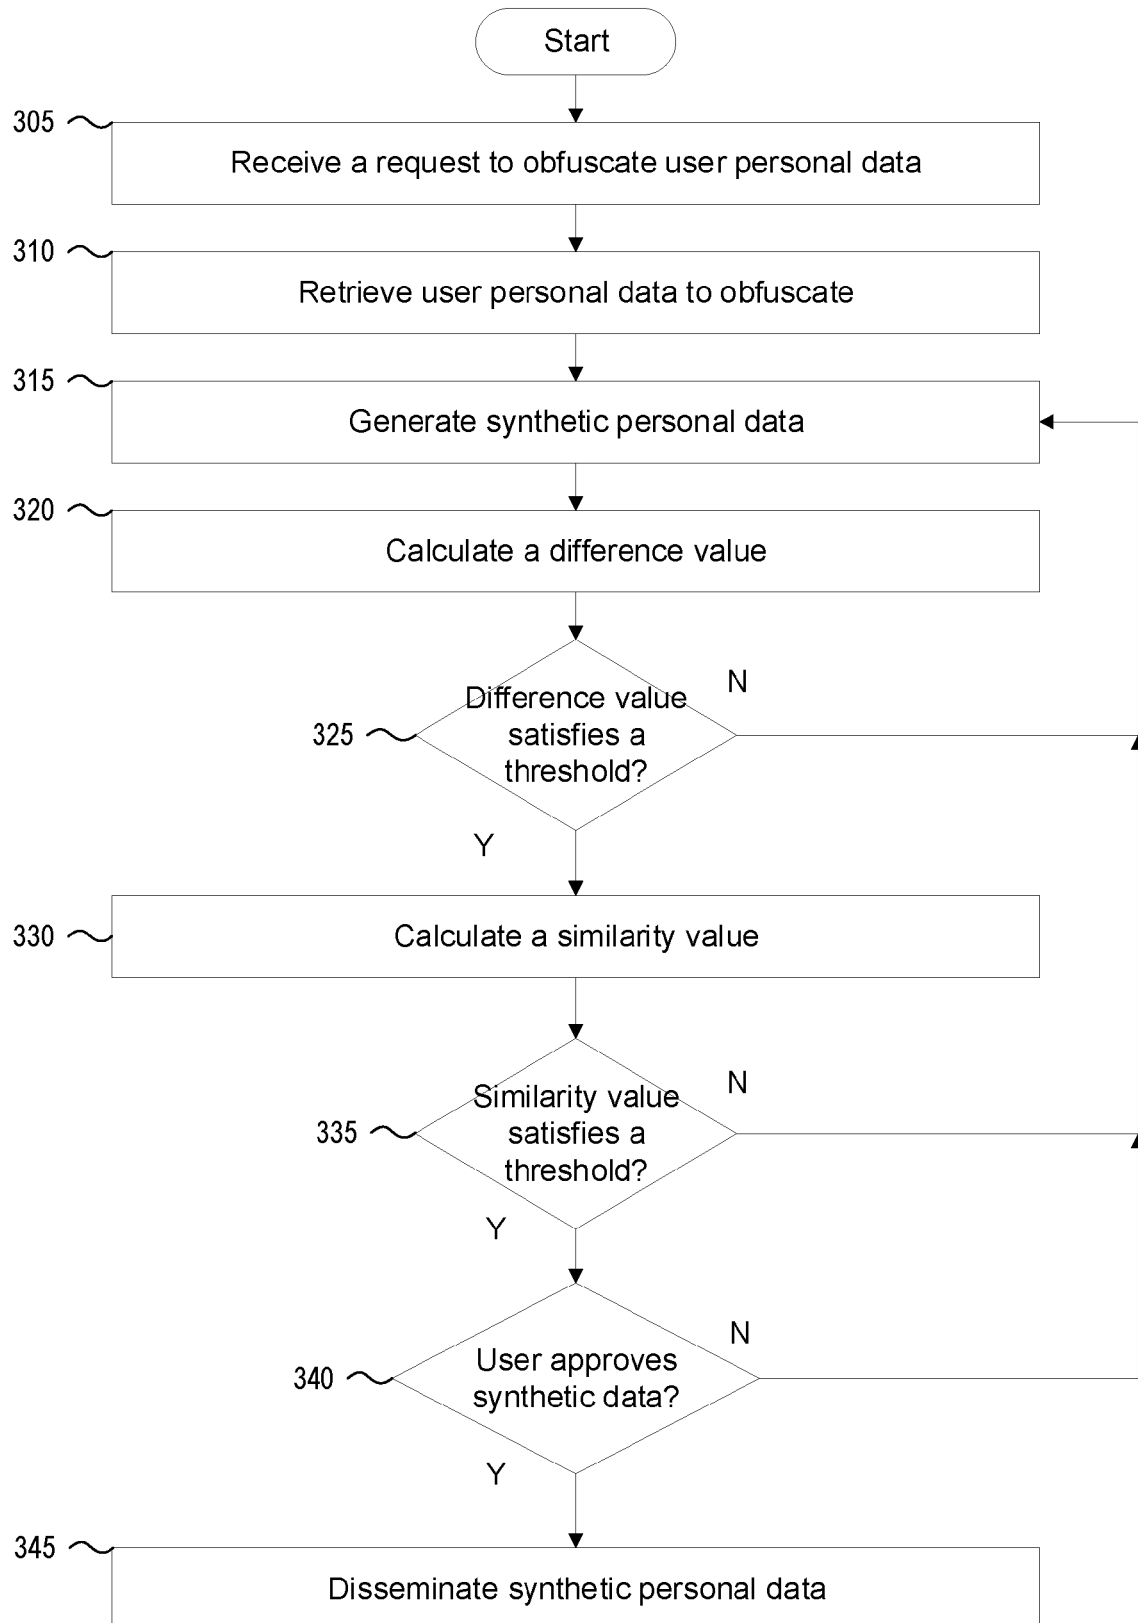 Start
305
Receive a request to obfuscate user personal data
310
Retrieve user personal data to obfuscate
315
Generate synthetic personal data
320
Calculate a difference value
325
Difference value
satisfies a
threshold?
N
Y
330
Calculate a similarity value
335
Similarity value
satisfies a
threshold?
N
Y
340
User approves
synthetic data?
N
Y
345
Disseminate synthetic personal data